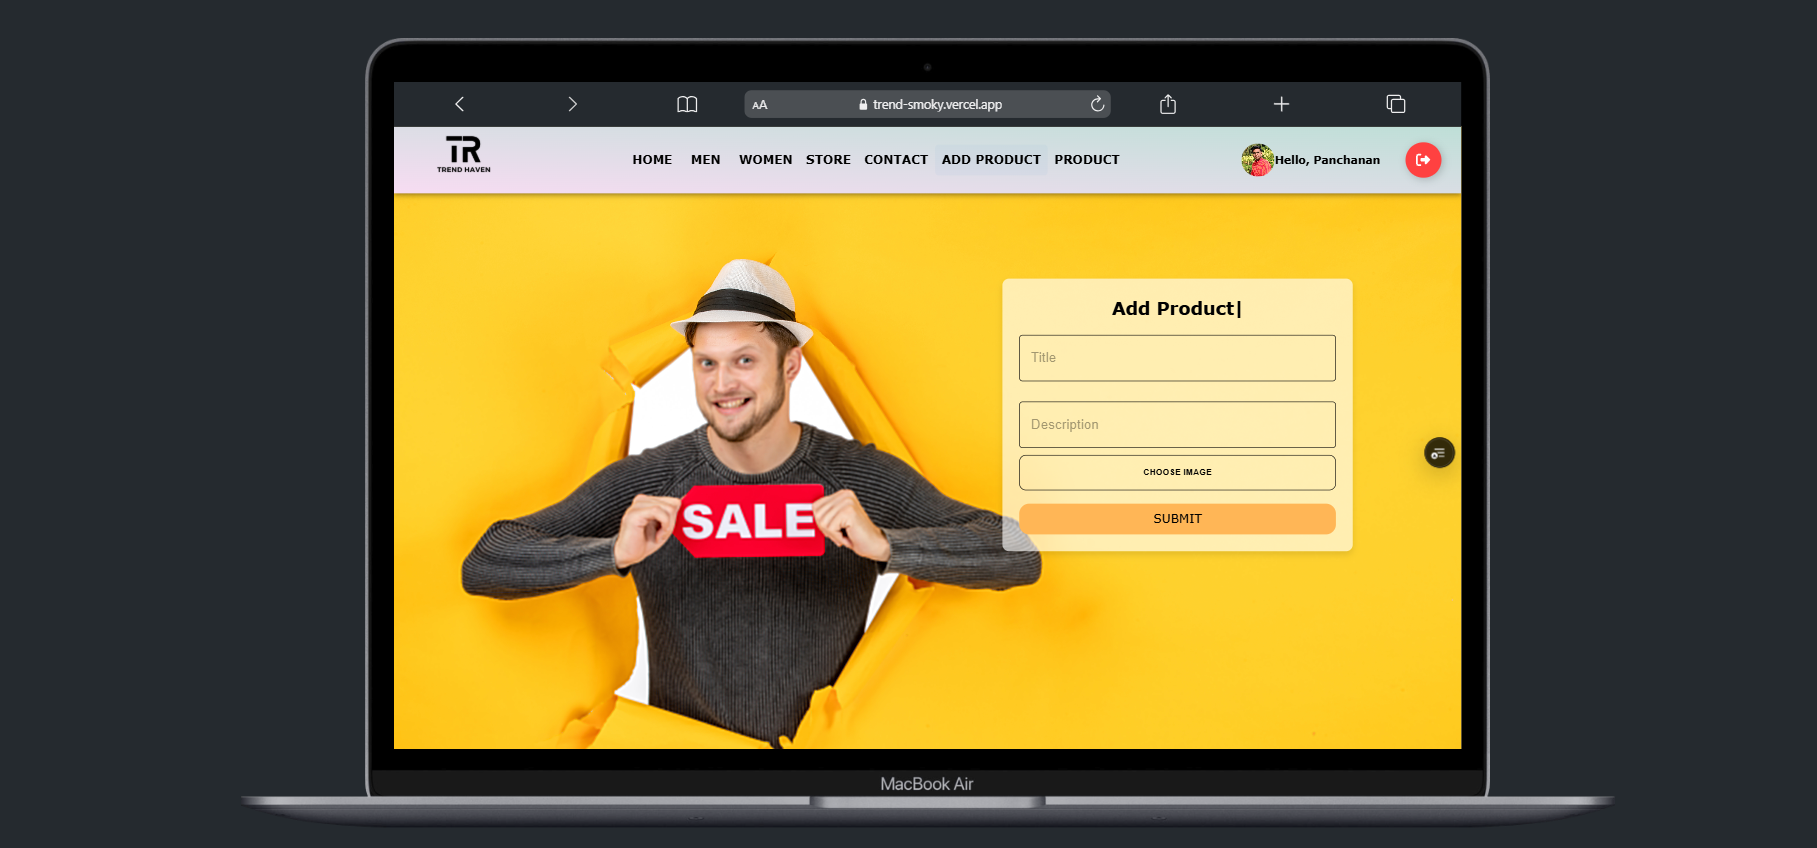 AA
trend-smoky.vercel.app
TR
TREND HAVEN
HOME
MEN
WOMEN
STORE
CONTACT
ADD PRODUCT
PRODUCT
Hello, Panchanan
Add Product|
Title
Description
CHOOSE IMAGE
SUBMIT
SALE
MacBook Air